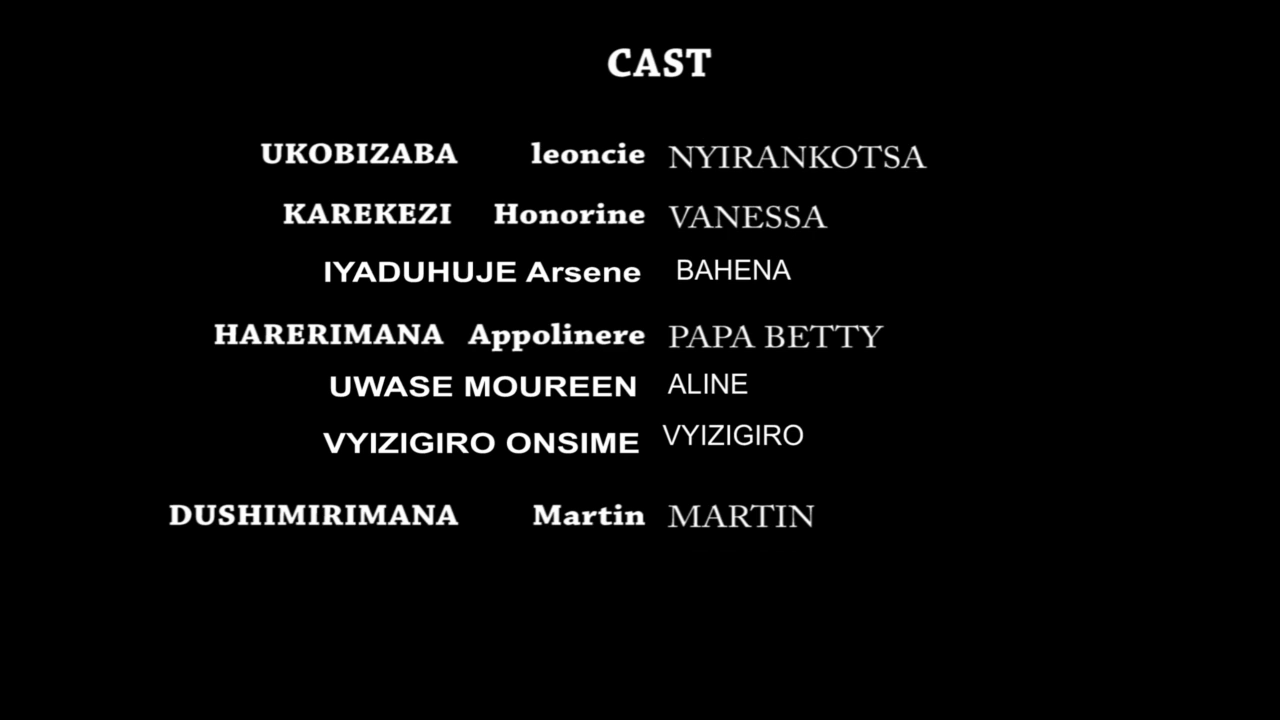 CAST
UKOBIZABA leoncie NYIRANKOTSA
KAREKEZI Honorine VANESSA
IYADUHUJE Arsene BAHENA
HARERIMANA Appolinere PAPA BETTY
UWASE MOUREEN ALINE
VYIZIGIRO ONSIME VYIZIGIRO
DUSHIMIRIMANA Martin MARTIN